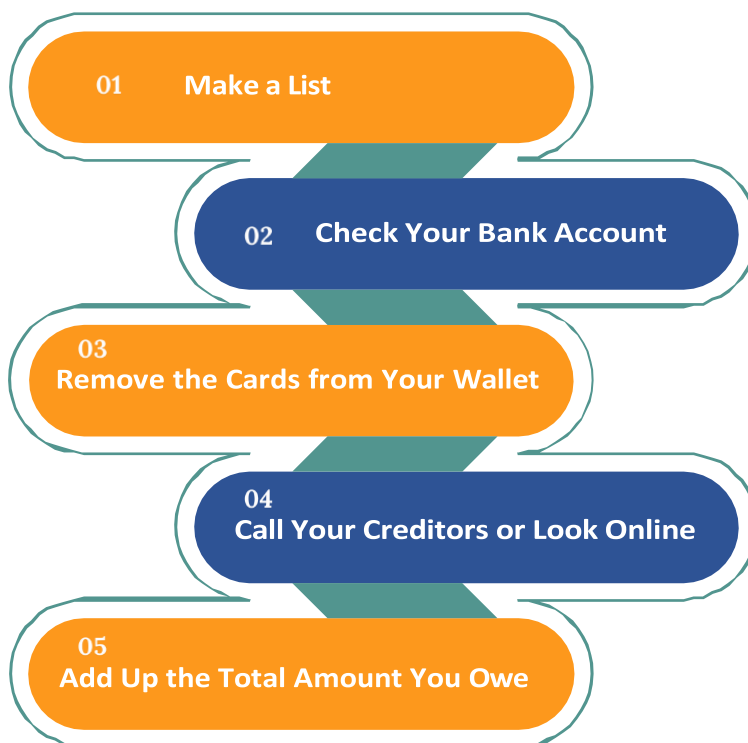 01 Make a List
02 Check Your Bank Account
03
Remove the Cards from Your Wallet
04
Call Your Creditors or Look Online
05
Add Up the Total Amount You Owe